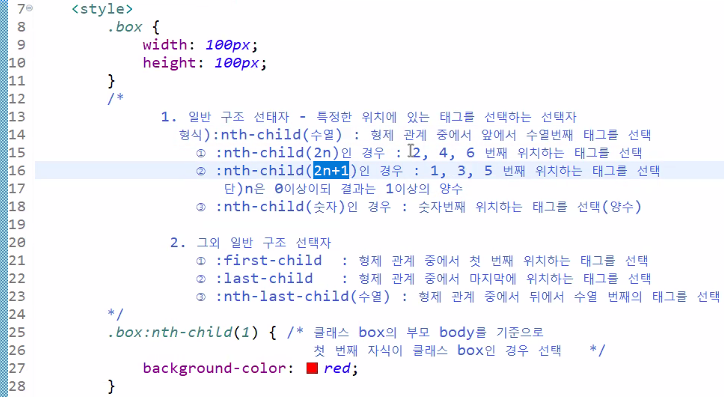 7 <style>
8 .box {
9 width: 100px;
10 height: 100px;
11 }
12 /*
13 1. 일반 구조 선태자 - 특정한 위치에 있는 태그를 선택하는 선택자
14 형식):nth-child(수열) : 형제 관계 중에서 앞에서 수열번째 태그를 선택
15 ① :nth-child(2n)인 경우 : 2, 4, 6 번째 위치하는 태그를 선택
16 ② :nth-child(2n+1)인 경우 : 1, 3, 5 번째 위치하는 태그를 선택
17 단)n은 0이상이되 결과는 1이상의 양수
18 ③ :nth-child(숫자)인 경우 : 숫자번째 위치하는 태그를 선택(양수)
19
20 2. 그외 일반 구조 선택자
21 ① :first-child : 형제 관계 중에서 첫 번째 위치하는 태그를 선택
22 ② :last-child : 형제 관계 중에서 마지막에 위치하는 태그를 선택
23 ③ :nth-last-child(수열) : 형제 관계 중에서 뒤에서 수열 번째의 태그를 선택
24 */
25 .box:nth-child(1) { /* 클래스 box의 부모 body를 기준으로
26 첫 번째 자식이 클래스 box인 경우 선택 */
27 background-color: red;
28 }